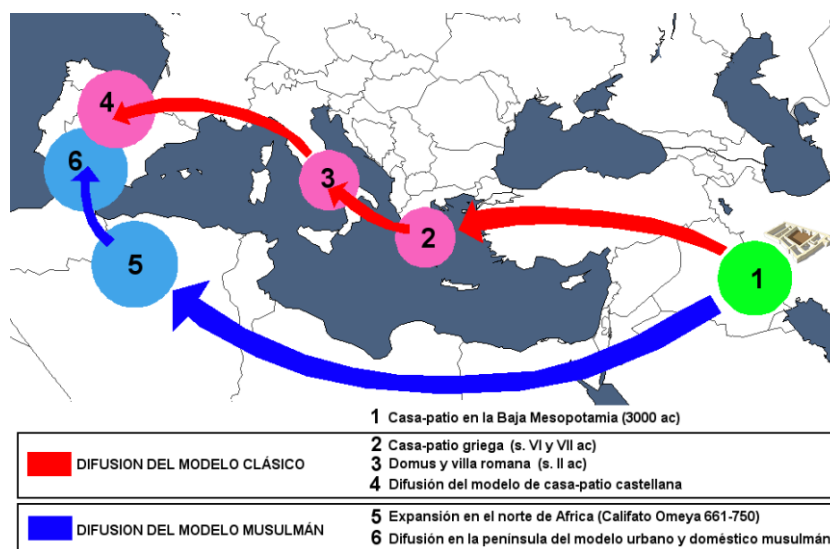 4
6
3
2
5
1
1 Casa-patio en la Baja Mesopotamia (3000 ac)
DIFUSION DEL MODELO CLÁSICO
2 Casa-patio griega (s. VI y VII ac)
3 Domus y villa romana (s. II ac)
4 Difusión del modelo de casa-patio castellana
DIFUSION DEL MODELO MUSULMÁN
5 Expansión en el norte de Africa (Califato Omeya 661-750)
6 Difusión en la península del modelo urbano y doméstico musulmán